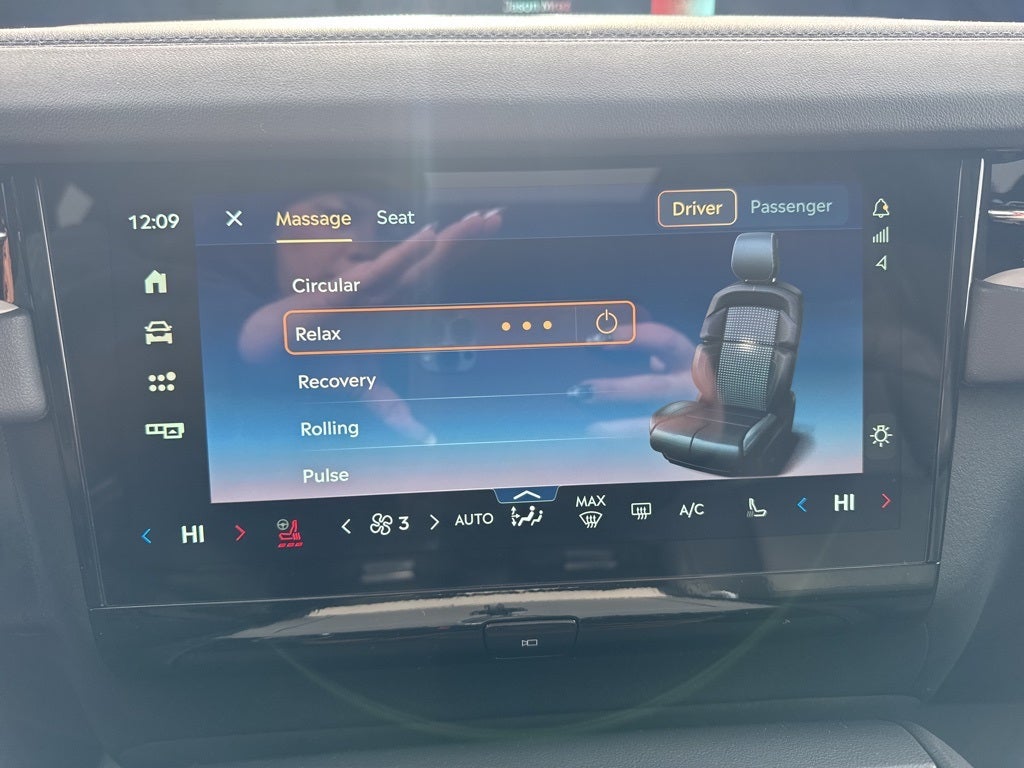 12:09
Massage Seat Driver Passenger
Circular
Relax
Recovery
Rolling
Pulse
HI 3 AUTO MAX A/C HI